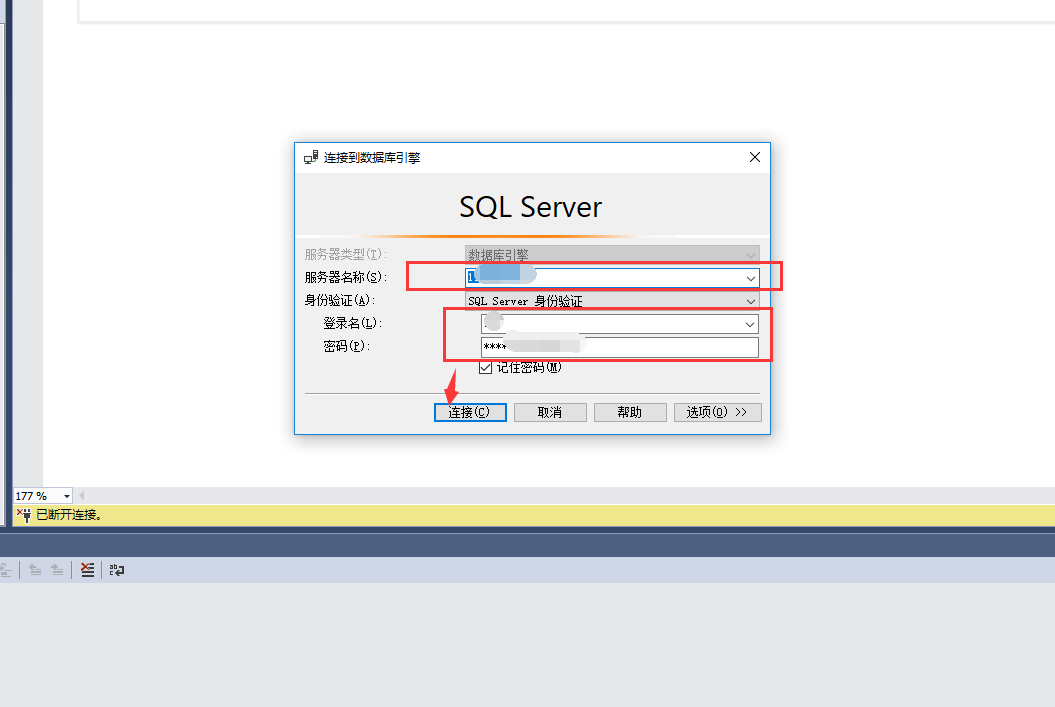 连接到数据库引擎
SQL Server
服务器类型(T): 数据库引擎
服务器名称(S):
身份验证(A): SQL Server 身份验证
登录名(L):
密码(P): ****
记住密码(M)
连接(C) 取消 帮助 选项(O) >>
177 %
已断开连接。